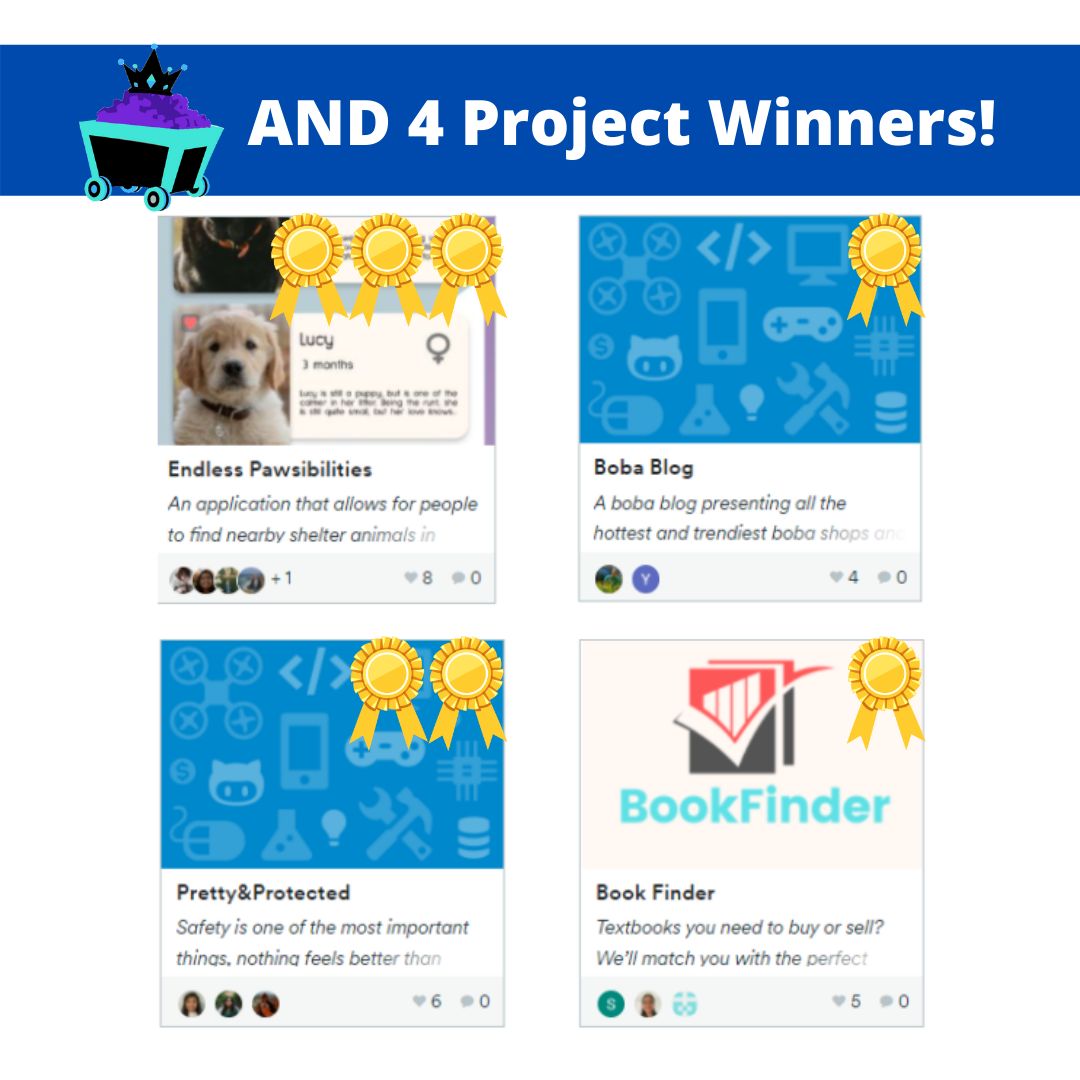 AND 4 Project Winners!
Lucy
3 months
Lucy is still a puppy, but is one of the
calmer in her litter. Being the runt, she
is still quite small, but her love knows...
Endless Pawsibilities
An application that allows for people
to find nearby shelter animals in
+1
8
0
Boba Blog
A boba blog presenting all the
hottest and trendiest boba shops and
Y
4
0
Pretty&Protected
Safety is one of the most important
things, nothing feels better than
6
0
BookFinder
Book Finder
Textbooks you need to buy or sell?
We'll match you with the perfect
S
5
0